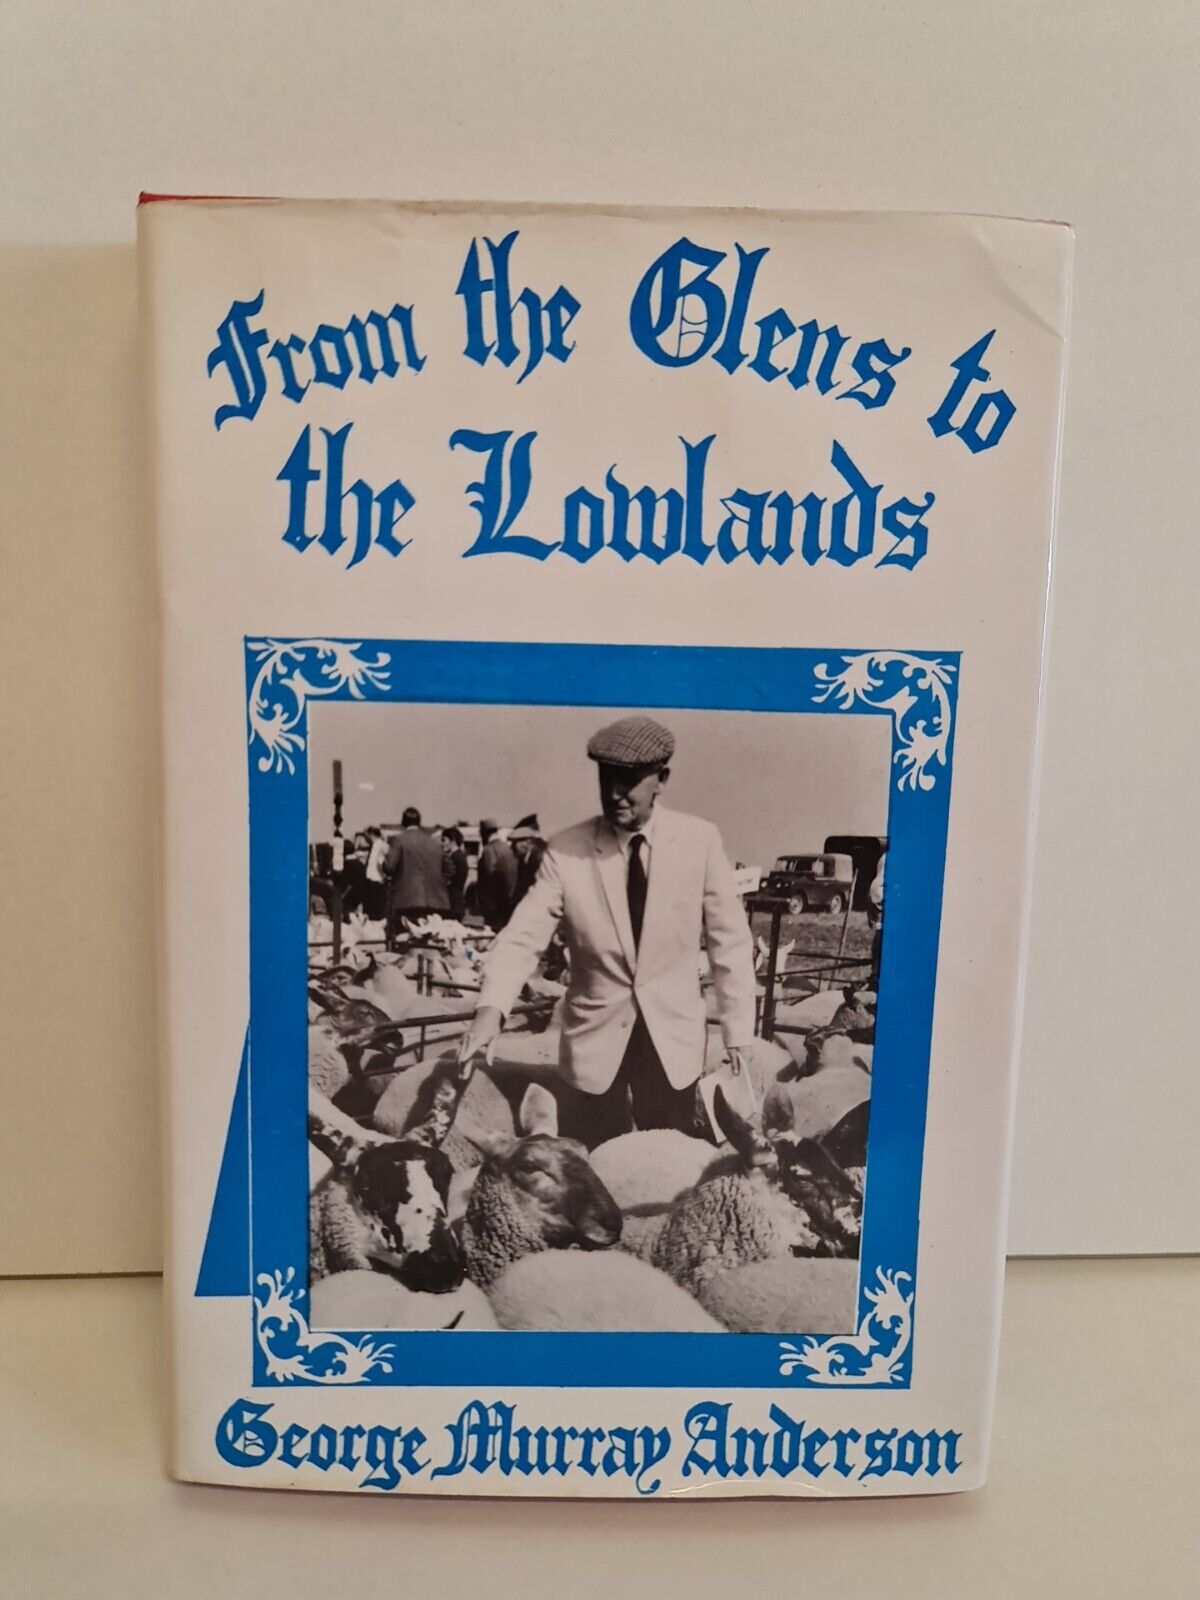 From the Glens to
the Lowlands
George Murray Anderson